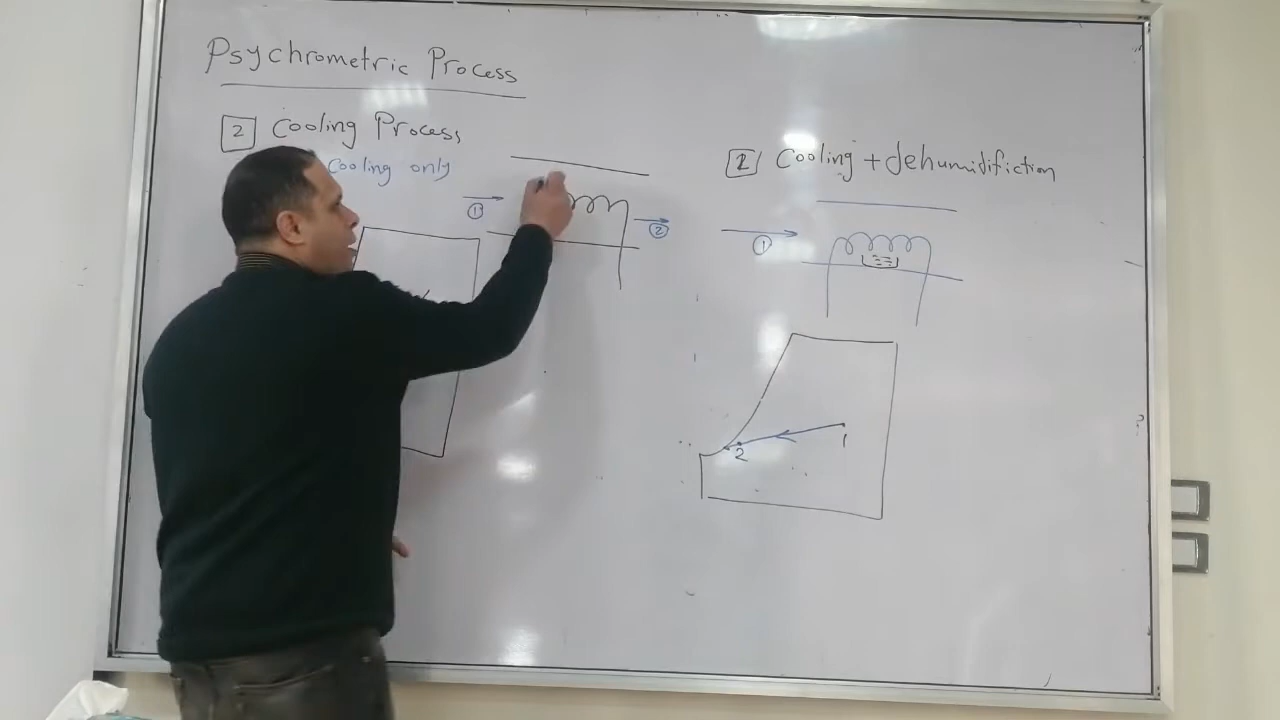 Psychrometric Process
2 Cooling Process
Cooling only
1
2
2 Cooling + dehumidifiction
1
1
2